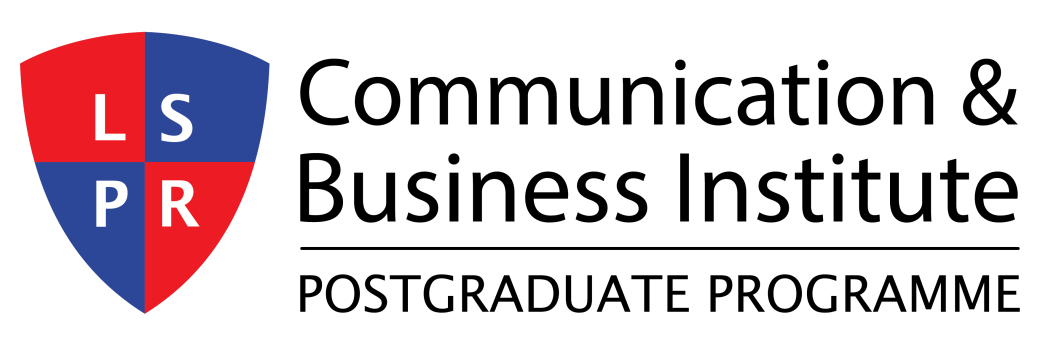 L S
P R
Communication &
Business Institute
POSTGRADUATE PROGRAMME